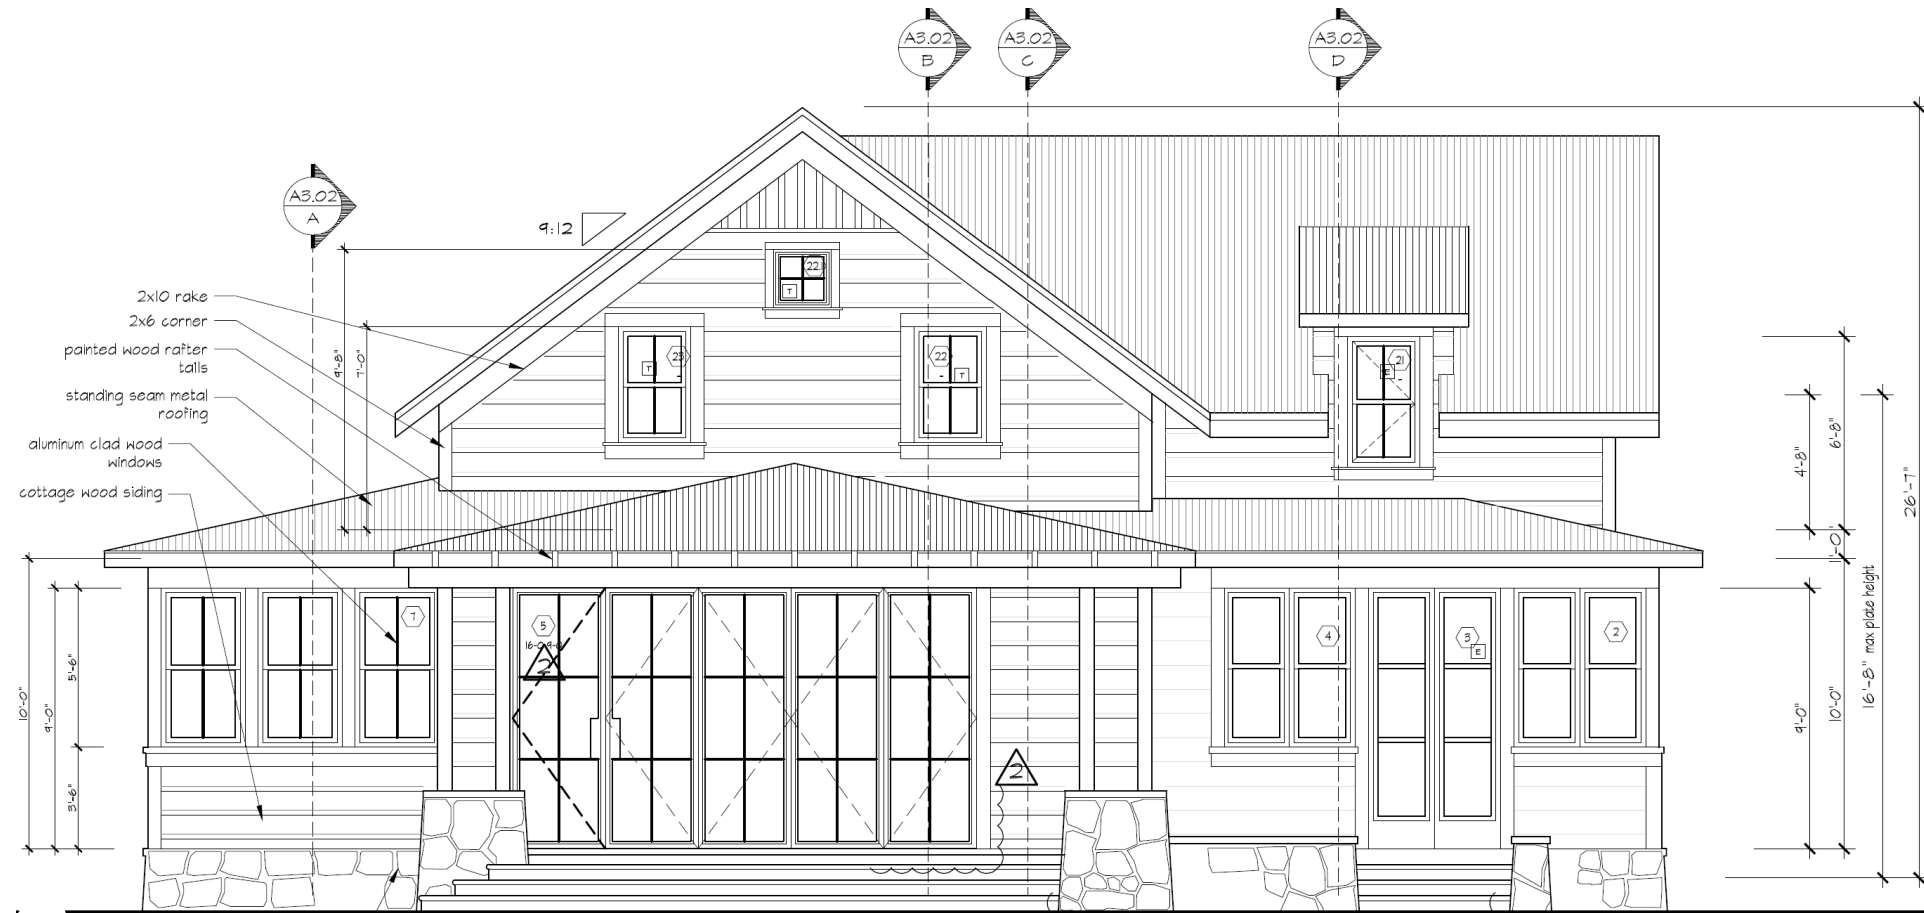 A3.02
B
A3.02
C
A3.02
D
A3.02
A
9:12
2x10 rake
2x6 corner
painted wood rafter
tails
standing seam metal
roofing
aluminum clad wood
windows
cottage wood siding
9'-8"
7'-0"
T
23
T
22
T
21
E
4'-8"
6'-8"
26'-7"
1'-0"
16'-8" max plate height
10'-0"
9'-0"
5'-6"
3'-6"
7
5
2
2
4
3
E
2
9'-0"
10'-0"